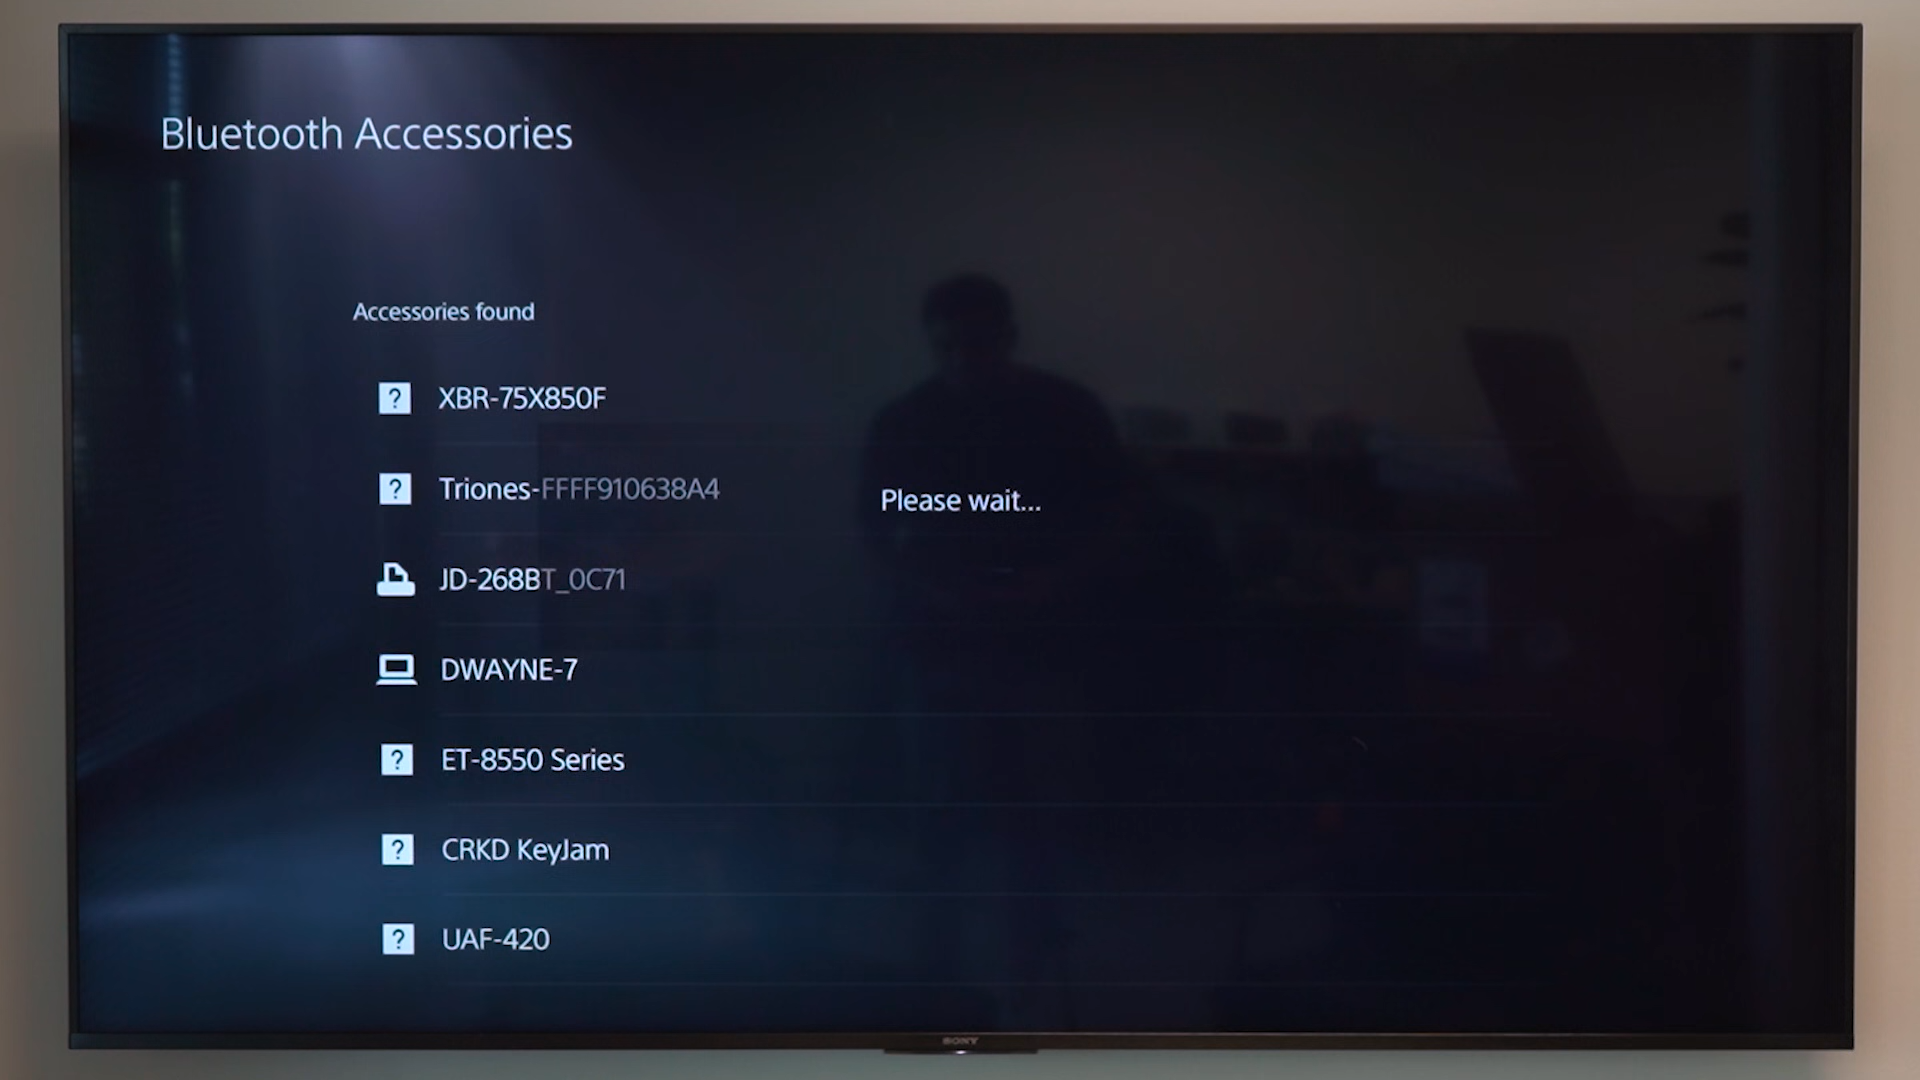 Bluetooth Accessories
Accessories found
XBR-75X850F
Triones-FFFF910638A4
Please wait...
JD-268BT_0C71
DWAYNE-7
ET-8550 Series
CRKD KeyJam
UAF-420
SONY